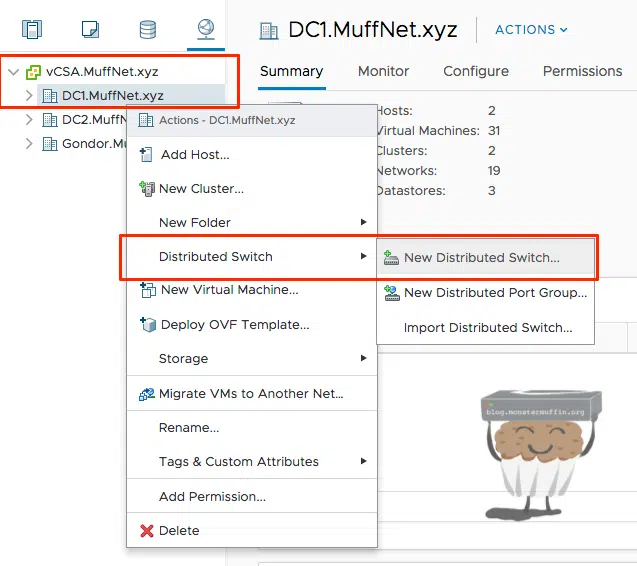 DC1.MuffNet.xyz
ACTIONS
vCSA.MuffNet.xyz
DC1.MuffNet.xyz
DC2.MuffN
Gondor.Mu
Summary
Monitor
Configure
Permissions
Hosts: 2
Virtual Machines: 31
Clusters: 2
Networks: 19
Datastores: 3
Actions - DC1.MuffNet.xyz
Add Host...
New Cluster...
New Folder
Distributed Switch
New Virtual Machine...
Deploy OVF Template...
Storage
Migrate VMs to Another Net...
Rename...
Tags & Custom Attributes
Add Permission...
Delete
New Distributed Switch...
New Distributed Port Group...
Import Distributed Switch...
blog.monstermuffin.org